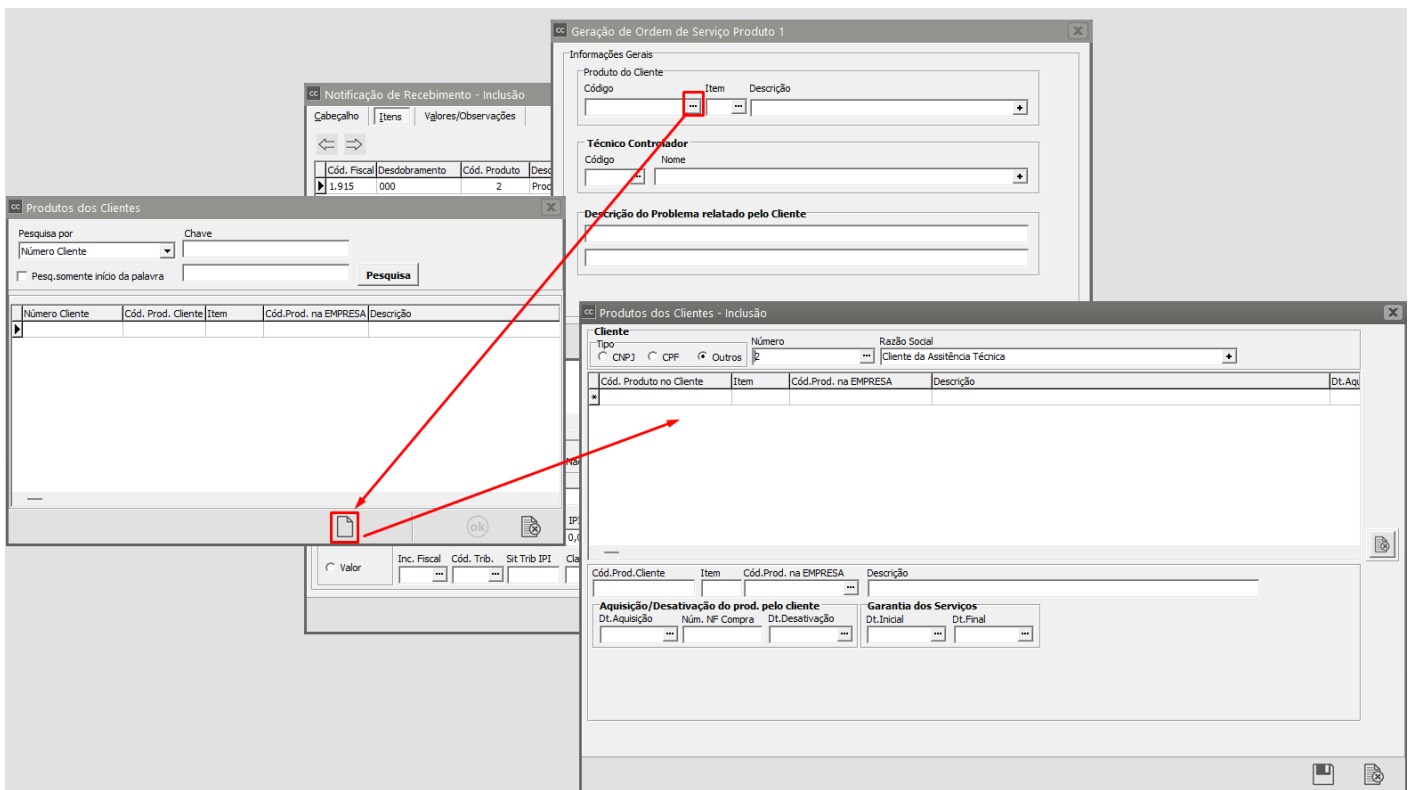 Geração de Ordem de Serviço Produto 1
Informações Gerais
Produto do Cliente
Código Item Descrição
Técnico Controlador
Código Nome
Descrição do Problema relatado pelo Cliente
Notificação de Recebimento - Inclusão
Cabeçalho Itens Valores/Observações
Cód. Fiscal Desdobramento Cód. Produto
1.915 000 2
Valor
Inc. Fiscal Cód. Trib. Sit Trib IPI
Produtos dos Clientes
Pesquisa por Chave
Número Cliente
Pesq.somente início da palavra Pesquisa
Número Cliente Cód. Prod. Cliente Item Cód.Prod. na EMPRESA Descrição
ok
Produtos dos Clientes - Inclusão
Cliente
Tipo Número Razão Social
CNPJ CPF Outros 2 Cliente da Assitência Técnica
Cód. Produto no Cliente Item Cód.Prod. na EMPRESA Descrição Dt.Aqu
Cód.Prod.Cliente Item Cód.Prod. na EMPRESA Descrição
Aquisição/Desativação do prod. pelo cliente Garantia dos Serviços
Dt.Aquisição Núm. NF Compra Dt.Desativação Dt.Inicial Dt.Final